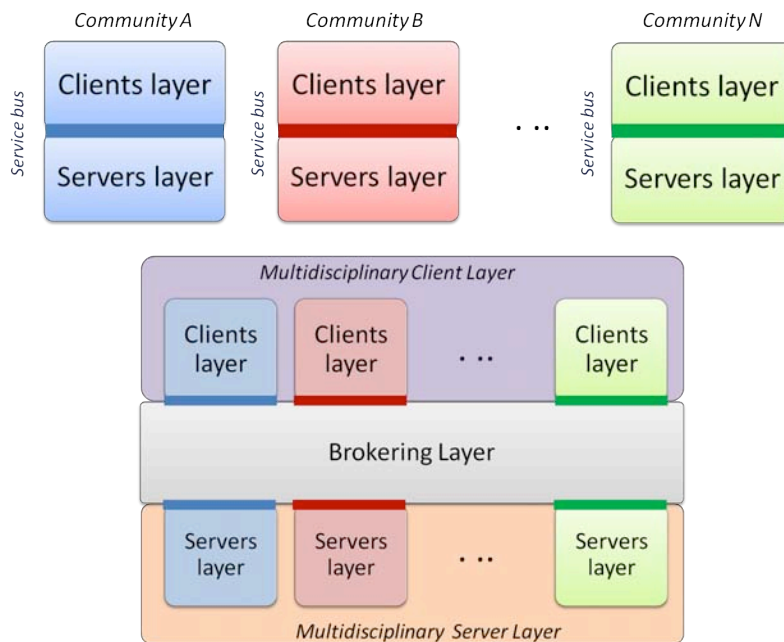 Community A
Community B
Community N
Service bus
Clients layer
Servers layer
Service bus
Clients layer
Servers layer
. ..
Service bus
Clients layer
Servers layer
Multidisciplinary Client Layer
Clients
layer
Clients
layer
. ..
Clients
layer
Brokering Layer
Servers
layer
Servers
layer
. ..
Servers
layer
Multidisciplinary Server Layer